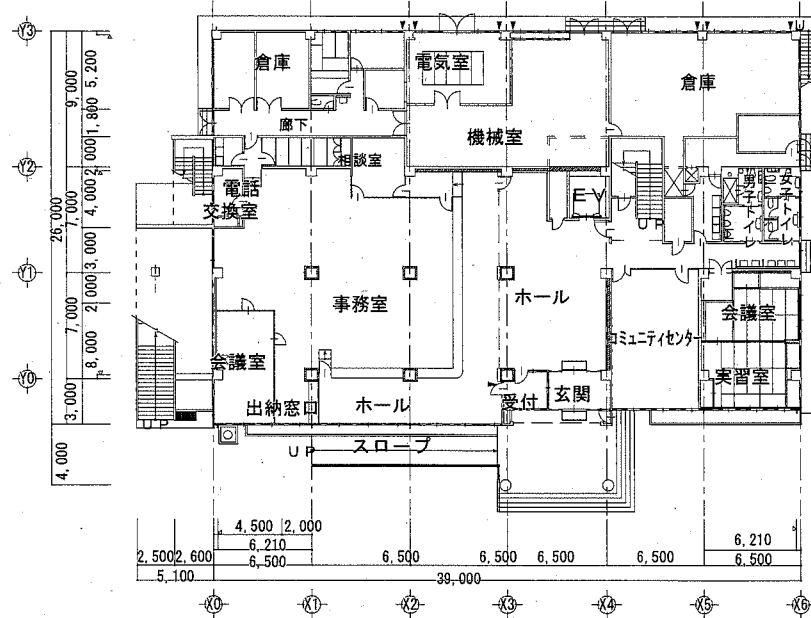 Y3
Y2
Y1
Y0
26,000
9,000
7,000
7,000
3,000
4,000
5,200
1,800
2,000
4,000
3,000
2,000
8,000
倉庫
電気室
倉庫
廊下
機械室
相談室
電話
交換室
EV
UP
男子トイレ
女子トイレ
事務室
ホール
会議室
コミュニティセンター
会議室
実習室
出納窓口
ホール
受付
玄関
UP
UP
スロープ
4,500
2,000
6,210
6,210
2,500
2,600
6,500
6,500
6,500
6,500
6,500
6,500
5,100
39,000
X0
X1
X2
X3
X4
X5
X6